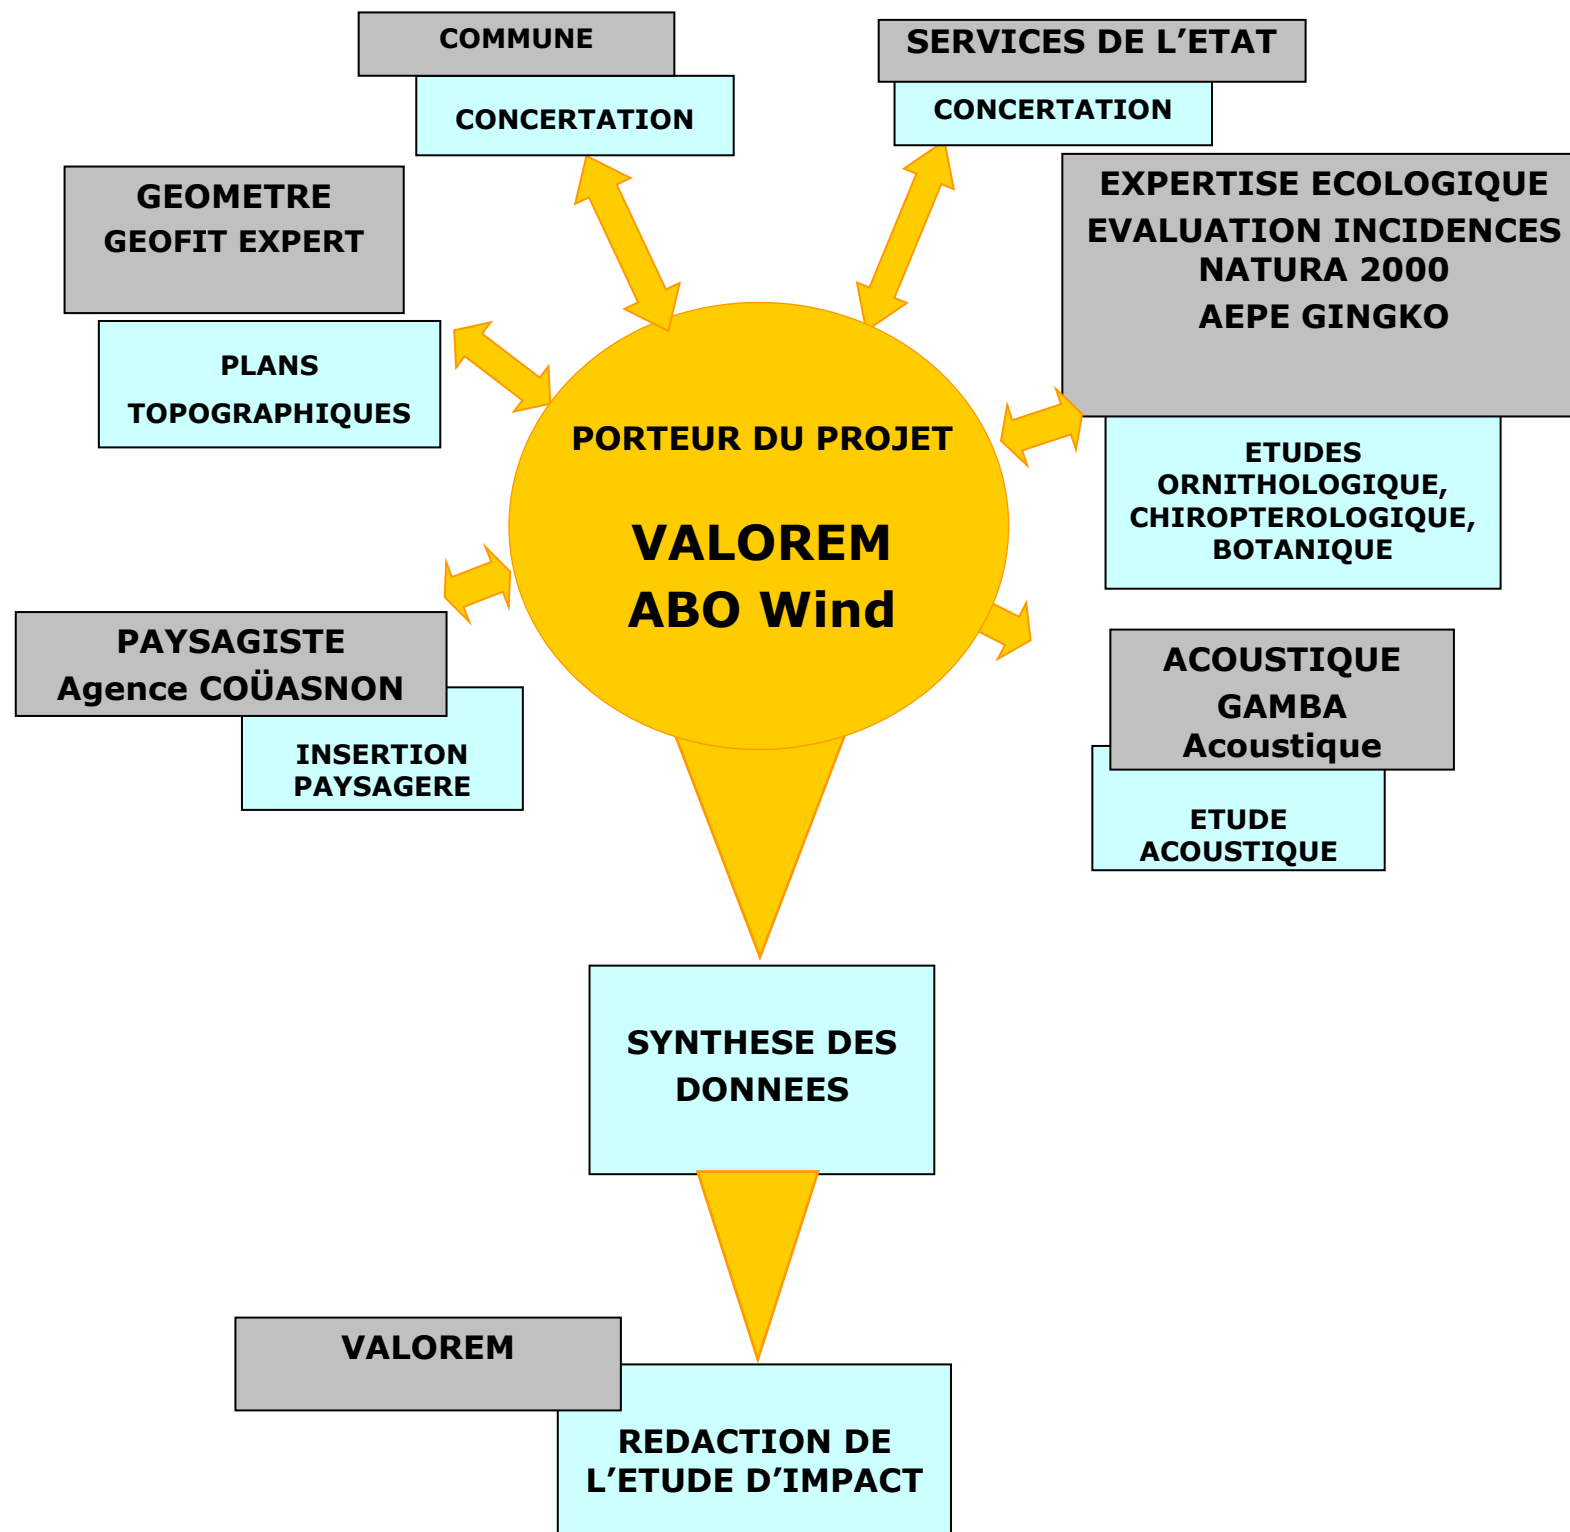 COMMUNE
CONCERTATION
SERVICES DE L’ETAT
CONCERTATION
GEOMETRE
GEOFIT EXPERT
PLANS
TOPOGRAPHIQUES
EXPERTISE ECOLOGIQUE
EVALUATION INCIDENCES
NATURA 2000
AEPE GINGKO
ETUDES
ORNITHOLOGIQUE,
CHIROPTEROLOGIQUE,
BOTANIQUE
PORTEUR DU PROJET
VALOREM
ABO Wind
PAYSAGISTE
Agence COÜASNON
INSERTION
PAYSAGERE
ACOUSTIQUE
GAMBA
Acoustique
ETUDE
ACOUSTIQUE
SYNTHESE DES
DONNEES
VALOREM
REDACTION DE
L’ETUDE D’IMPACT